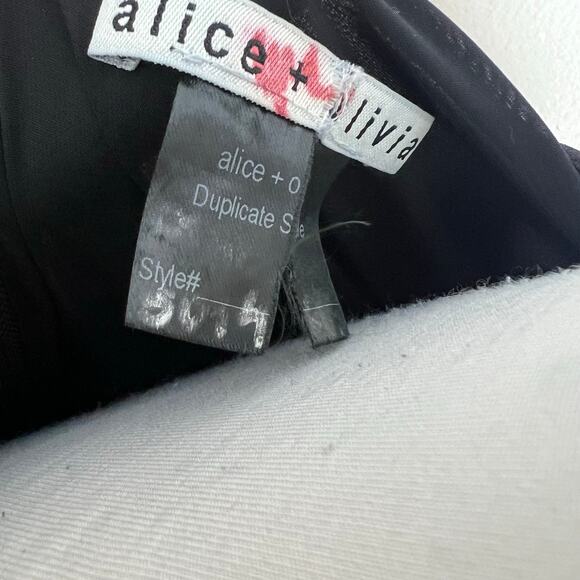 alice + olivia
alice + o
Duplicate S e
Style#